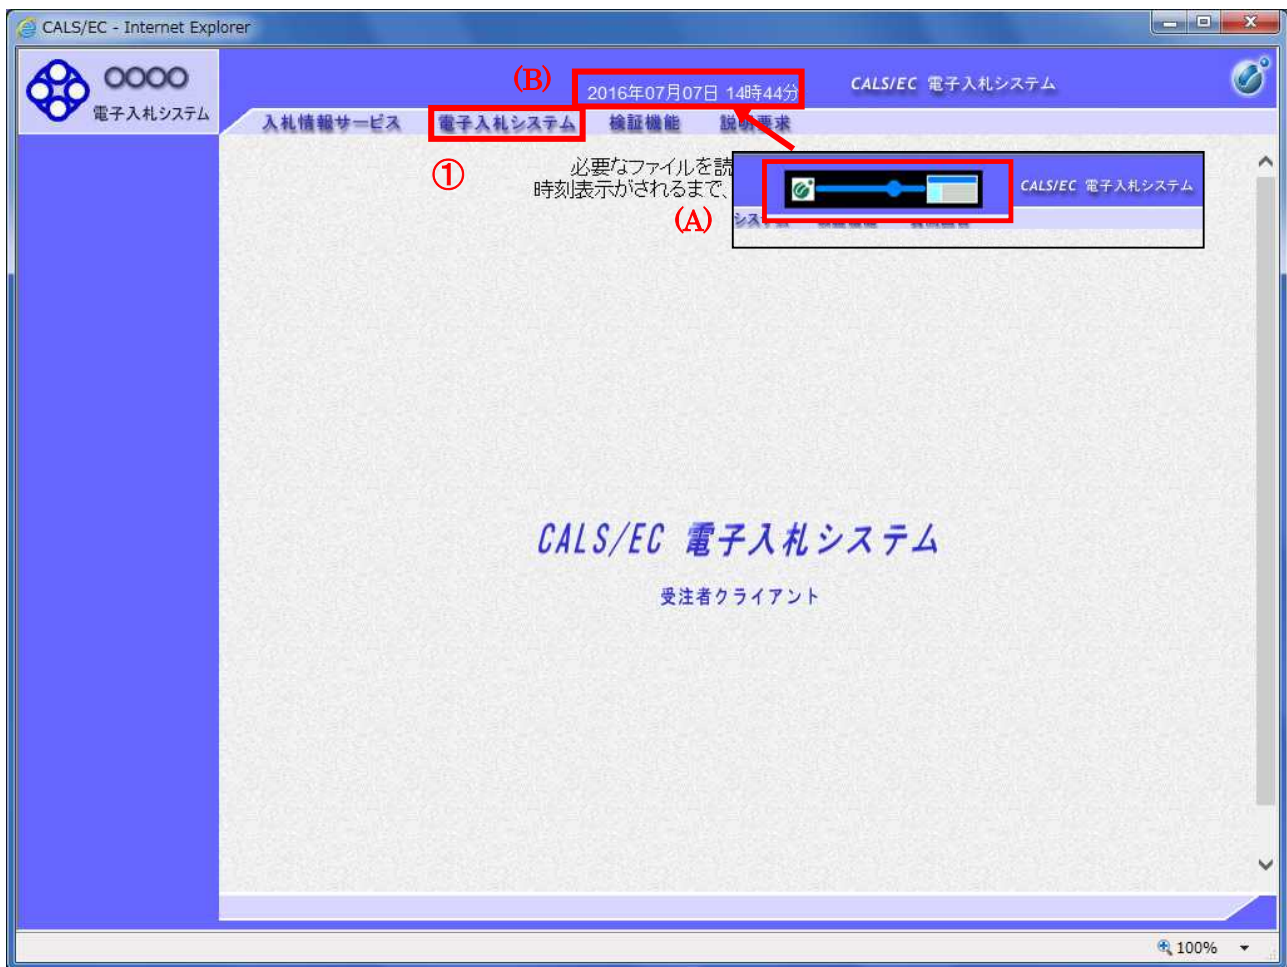 CALS/EC - Internet Explorer
○○○○
電子入札システム
(B)
2016年07月07日 14時44分
CALS/EC 電子入札システム
入札情報サービス 電子入札システム 検証機能 説明要求
①
必要なファイルを読
時刻表示がされるまで、
(A)
CALS/EC 電子入札システム
システム
CALS/EC 電子入札システム
受注者クライアント
100%